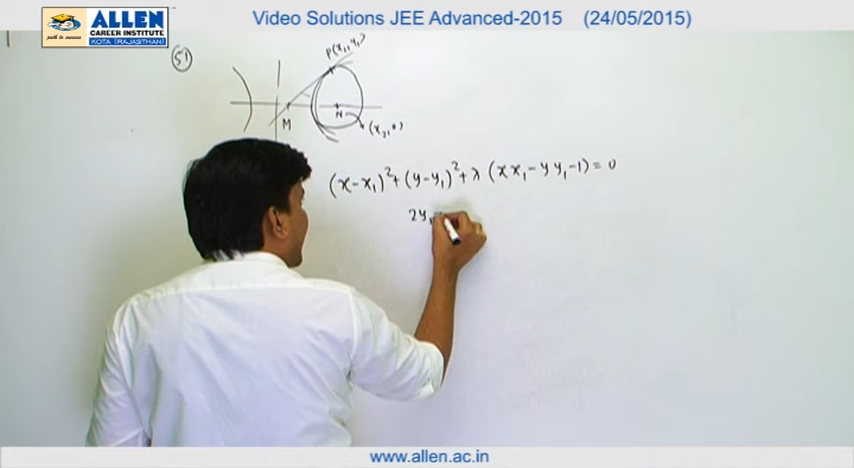 ALLEN
CAREER INSTITUTE
KOTA (RAJASTHAN)
path to success
Video Solutions JEE Advanced-2015 (24/05/2015)
51
P(x₁, y₁)
M
N
(x₂, 0)
(x-x₁)²+(y-y₁)²+λ(xx₁-yy₁-1)=0
2y₁
www.allen.ac.in